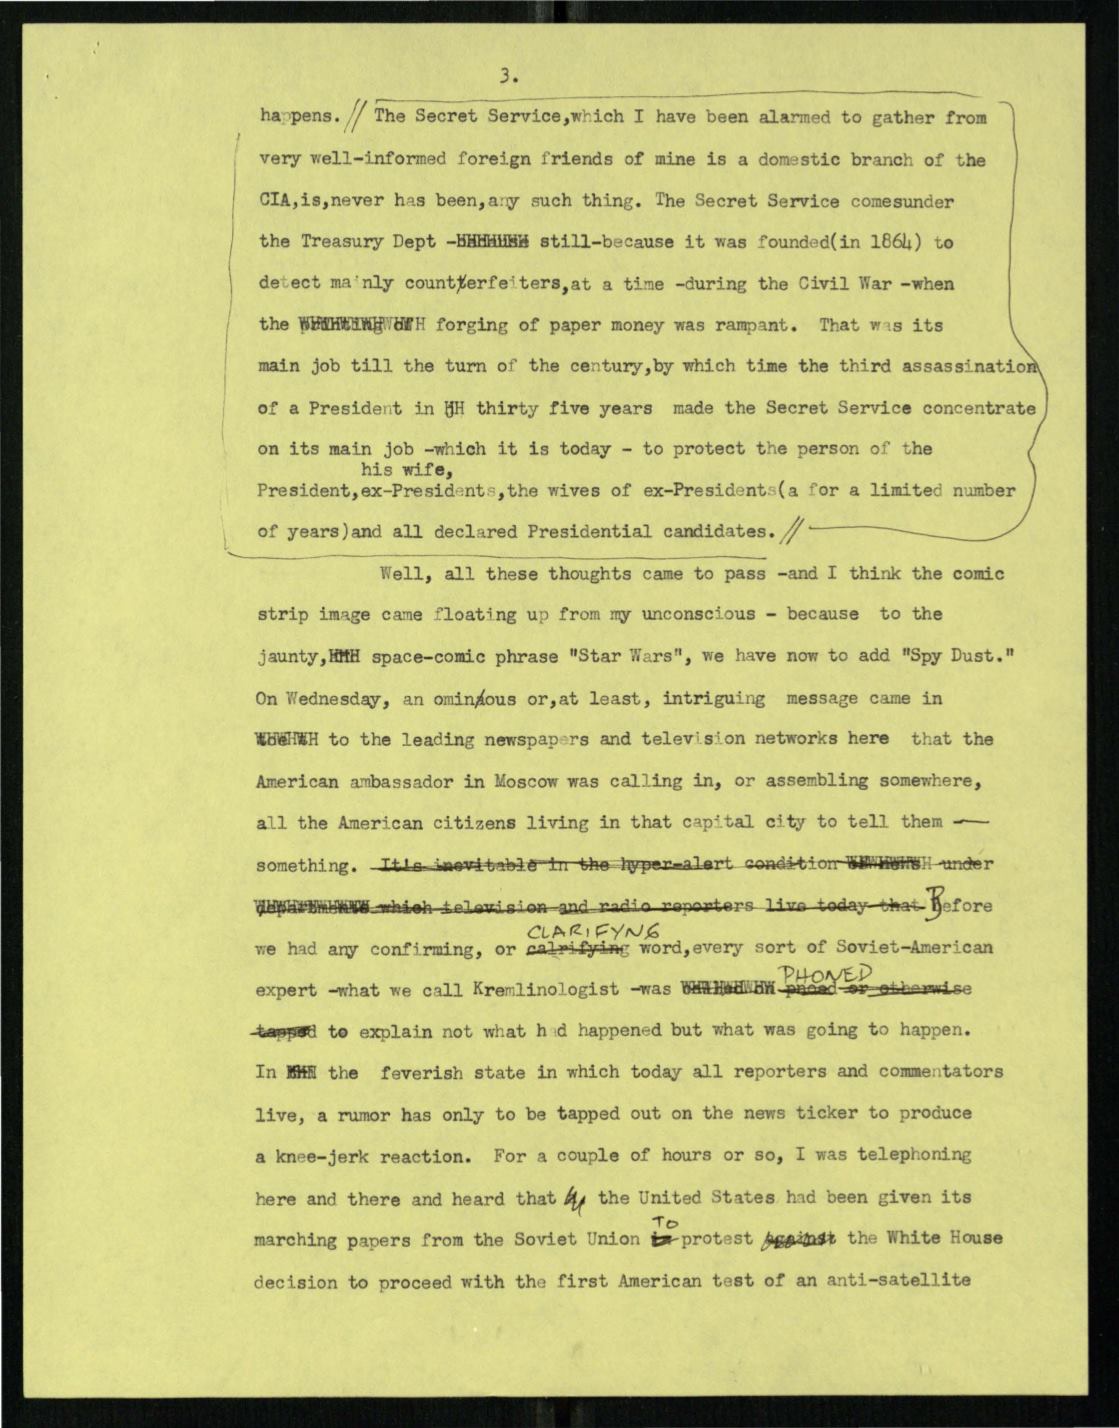 3.
happens. // The Secret Service,which I have been alarmed to gather from
very well-informed foreign friends of mine is a domestic branch of the
CIA,is,never has been,any such thing. The Secret Service comesunder
the Treasury Dept - still-because it was founded(in 1864) to
detect mainly counterfeiters,at a time -during the Civil War -when
the forging of paper money was rampant. That was its
main job till the turn of the century,by which time the third assassination
of a President in thirty five years made the Secret Service concentrate
on its main job -which it is today - to protect the person of the
his wife,
President,ex-Presidents,the wives of ex-Presidents(a for a limited number
of years)and all declared Presidential candidates. //
Well, all these thoughts came to pass -and I think the comic
strip image came floating up from my unconscious - because to the
jaunty, space-comic phrase "Star Wars", we have now to add "Spy Dust."
On Wednesday, an ominous or,at least, intriguing message came in
to the leading newspapers and television networks here that the
American ambassador in Moscow was calling in, or assembling somewhere,
all the American citizens living in that capital city to tell them —
something. It's inevitable in the hyper-alert condition under
departments which television and radio reporters live today that Before
CLARIFYNG
we had any confirming, or calrifying word,every sort of Soviet-American
PHONED
expert -what we call Kremlinologist -was phoed or otherwise
tapped to explain not what had happened but what was going to happen.
In the feverish state in which today all reporters and commentators
live, a rumor has only to be tapped out on the news ticker to produce
a knee-jerk reaction. For a couple of hours or so, I was telephoning
here and there and heard that the United States had been given its
TO
marching papers from the Soviet Union in protest against the White House
decision to proceed with the first American test of an anti-satellite